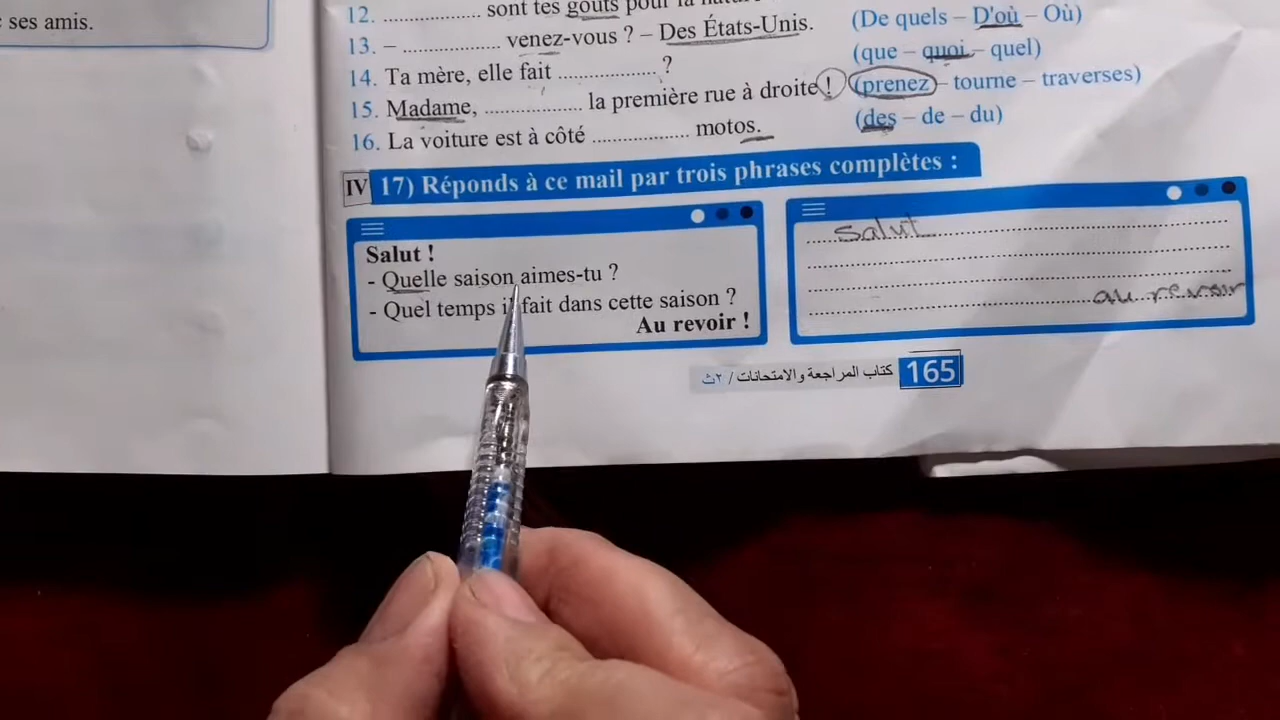 : ses amis.
12. .................. sont tes goûts pour la
13. – .................. venez-vous ? – Des États-Unis. (De quels – D'où – Où)
14. Ta mère, elle fait .................. ? (que – quoi – quel)
15. Madame, .................. la première rue à droite ! (prenez – tourne – traverses)
16. La voiture est à côté .................. motos. (des – de – du)
IV 17) Réponds à ce mail par trois phrases complètes :
Salut !
- Quelle saison aimes-tu ?
- Quel temps il fait dans cette saison ?
Au revoir !
Salut
au revoir
165 كتاب المراجعة والامتحانات / ٢ث